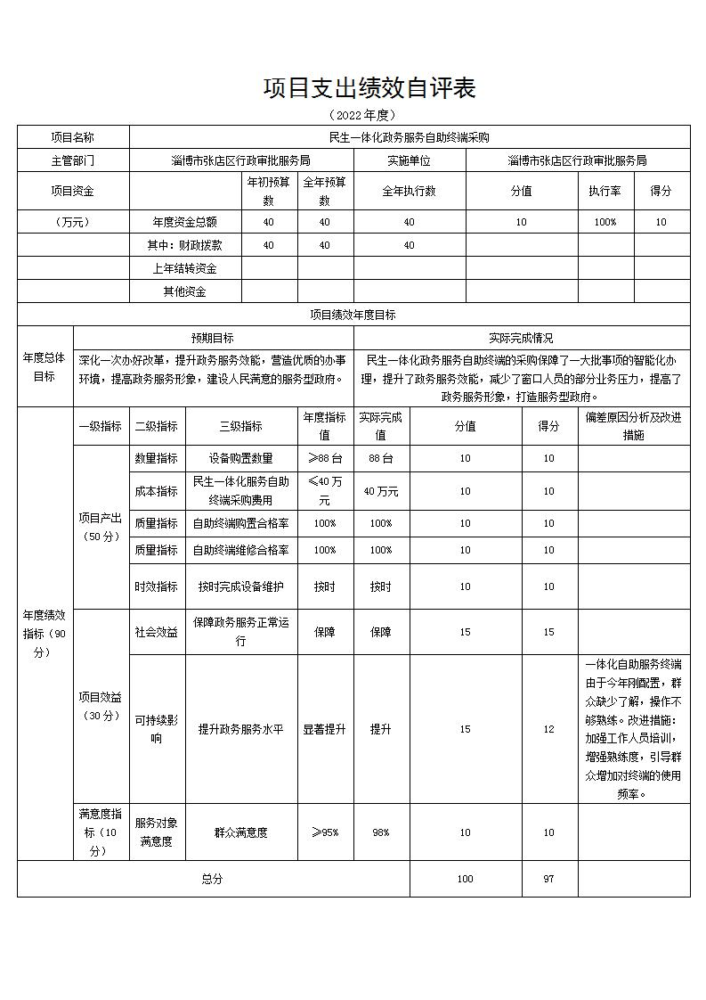 项目支出绩效自评表
（2022年度）
项目名称 民生一体化政务服务自助终端采购
主管部门 淄博市张店区行政审批服务局 实施单位 淄博市张店区行政审批服务局
项目资金 年初预算数 全年预算数 全年执行数 分值 执行率 得分
（万元） 年度资金总额 40 40 40 10 100% 10
其中：财政拨款 40 40 40
上年结转资金
其他资金
项目绩效年度目标
年度总体目标
预期目标 实际完成情况
深化一次办好改革，提升政务服务效能，营造优质的办事
环境，提高政务服务形象，建设人民满意的服务型政府。
民生一体化政务服务自助终端的采购保障了一大批事项的智能化办
理，提升了政务服务效能，减少了窗口人员的部分业务压力，提高了
政务服务形象，打造服务型政府。
年度绩效
指标（90
分）
一级指标 二级指标 三级指标 年度指标值 实际完成值 分值 得分 偏差原因分析及改进措施
项目产出
（50分）
数量指标 设备购置数量 ≥88台 88台 10 10
成本指标 民生一体化服务自助终端采购费用 ≤40万元 40万元 10 10
质量指标 自助终端购置合格率 100% 100% 10 10
质量指标 自助终端维修合格率 100% 100% 10 10
时效指标 按时完成设备维护 按时 按时 10 10
项目效益
（30分）
社会效益 保障政务服务正常运行 保障 保障 15 15
可持续影响 提升政务服务水平 显著提升 提升 15 12
一体化自助服务终端
由于今年刚配置，群
众缺少了解，操作不
够熟练。改进措施：
加强工作人员培训，
增强熟练度，引导群
众增加对终端的使用
频率。
满意度指
标（10
分）
服务对象满意度 群众满意度 ≥95% 98% 10 10
总分 100 97